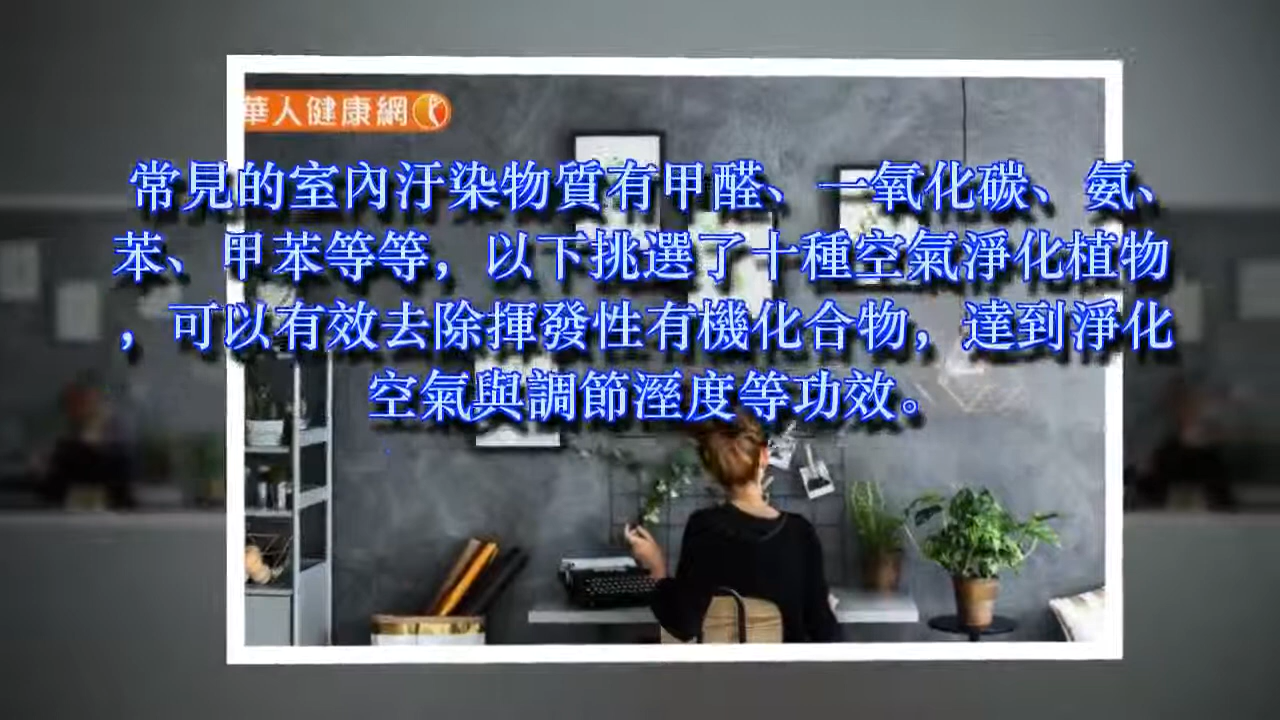 華人健康網
常見的室內汙染物質有甲醛、一氧化碳、氨、
苯、甲苯等等，以下挑選了十種空氣淨化植物
，可以有效去除揮發性有機化合物，達到淨化
空氣與調節溼度等功效。